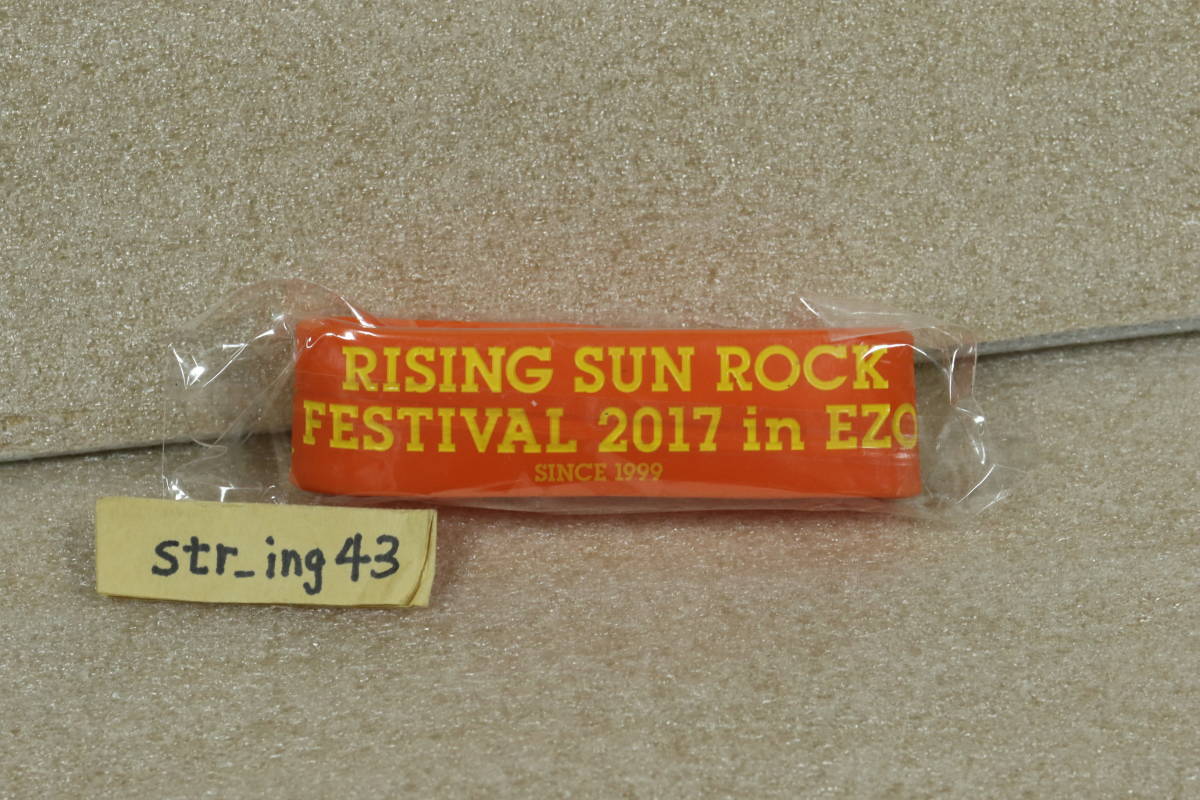 RISING SUN ROCK
FESTIVAL 2017 in EZO
SINCE 1999
str_ing43